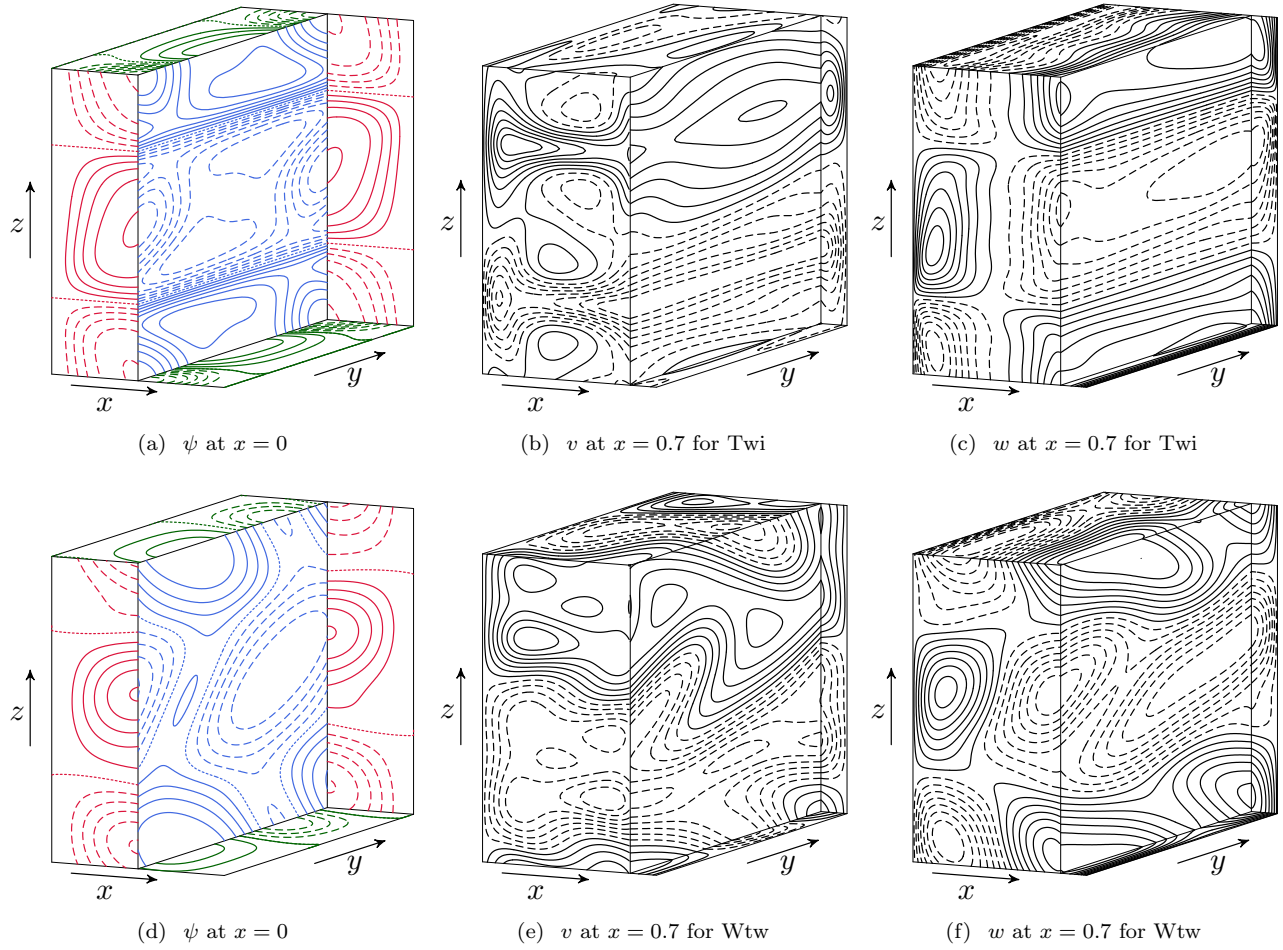 z
x
y
z
x
y
z
x
y
(a) ψ at x = 0
(b) v at x = 0.7 for Twi
(c) w at x = 0.7 for Twi
z
x
y
z
x
y
z
x
y
(d) ψ at x = 0
(e) v at x = 0.7 for Wtw
(f) w at x = 0.7 for Wtw